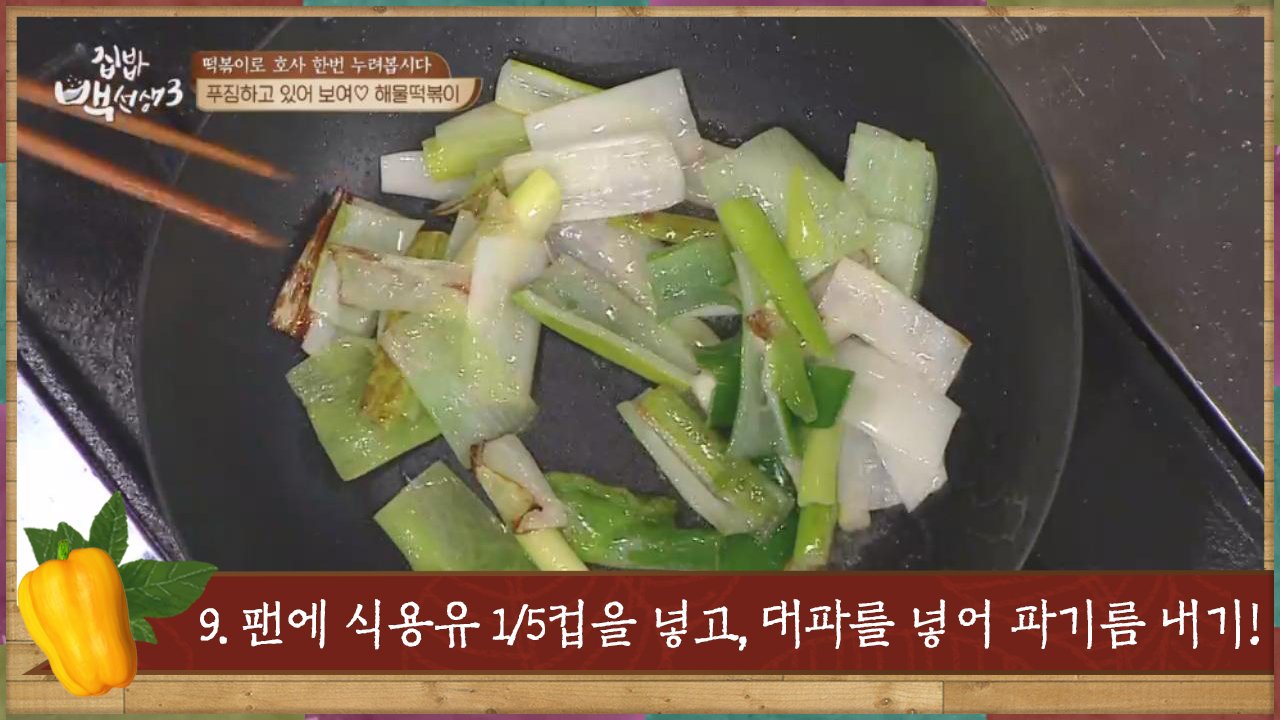 집밥
백선생3
떡볶이로 호사 한번 누려봅시다
푸짐하고 있어 보여♡ 해물떡볶이
9. 팬에 식용유 1/5컵을 넣고, 대파를 넣어 파기름 내기!